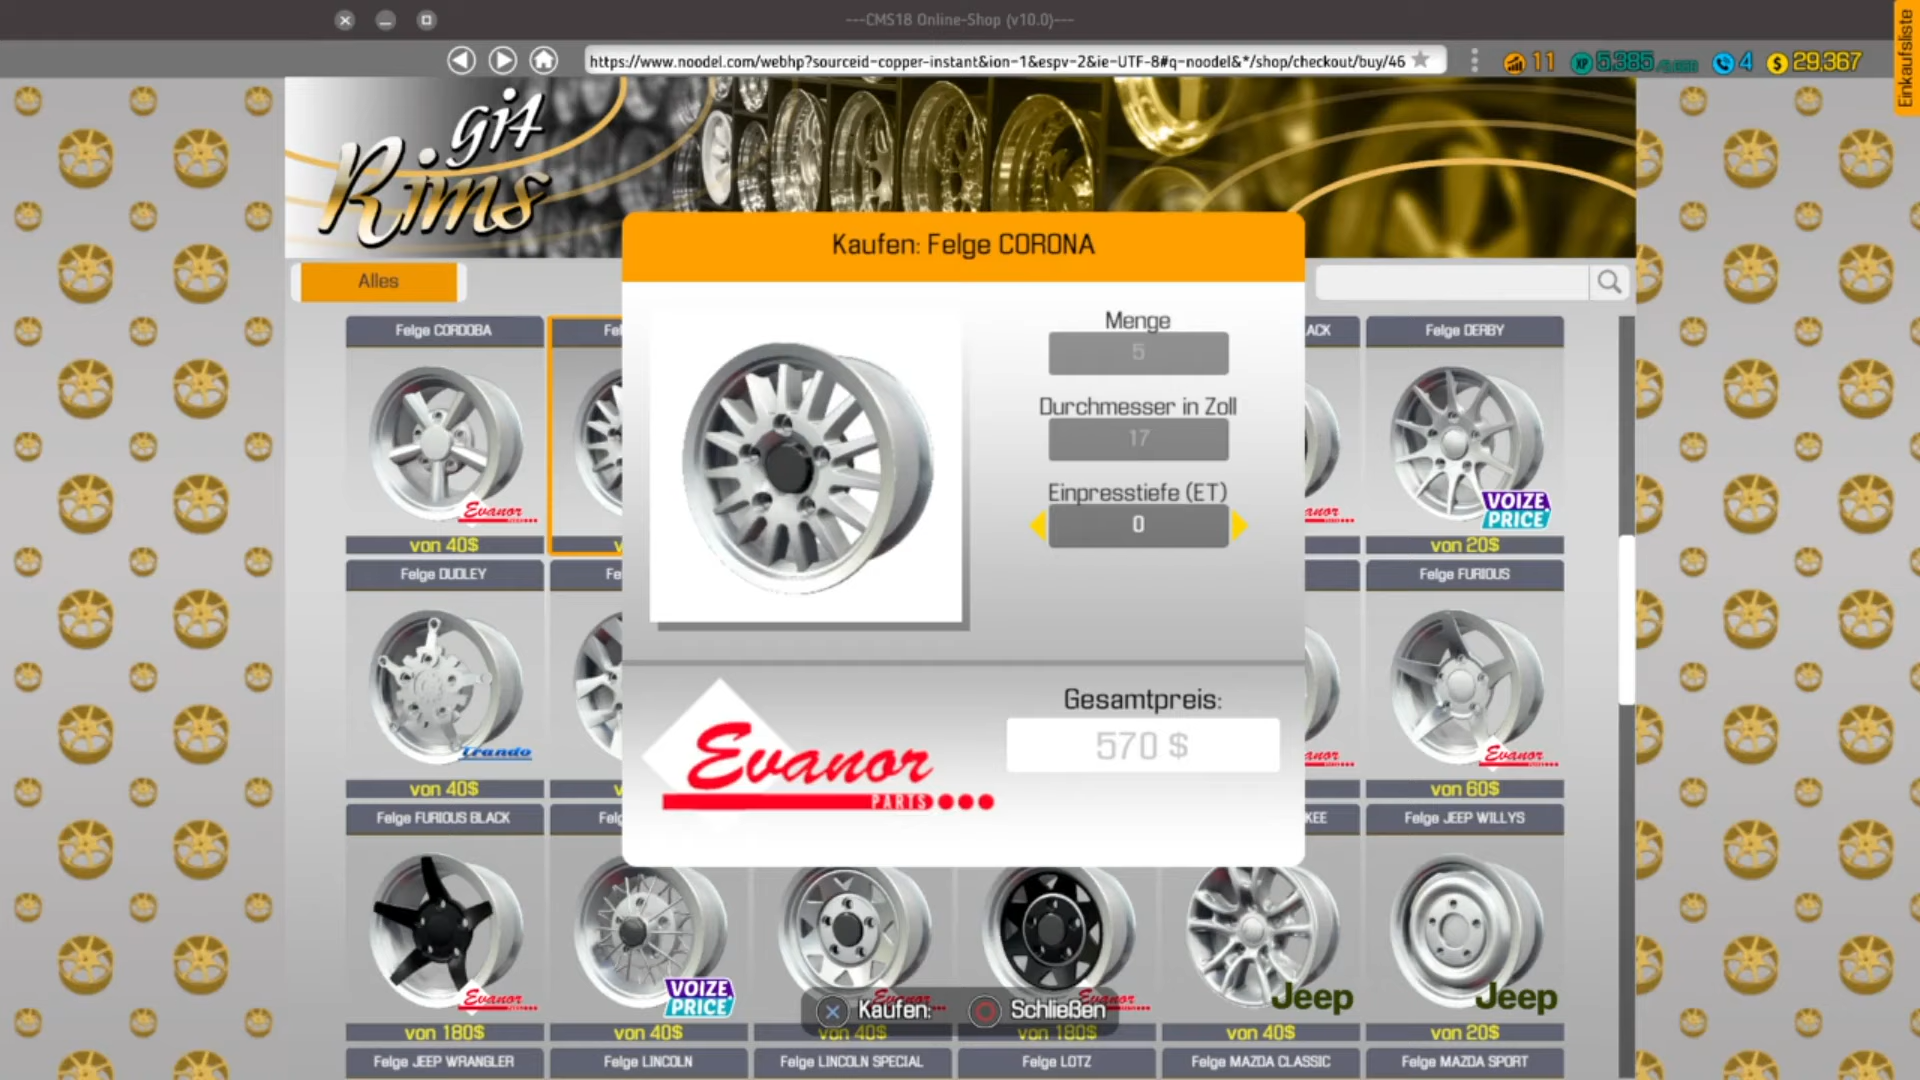 ---CMS18 Online-Shop (v10.0)---
https://www.noodel.com/webhp?sourceid-copper-instant&ion-1&espv-2&ie-UTF-8#q-noodel&*/shop/checkout/buy/46
11
XP 5,385
4
$ 29,367
Einkaufsliste
git
Rims
Alles
Kaufen: Felge CORONA
Menge
5
Durchmesser in Zoll
17
Einpresstiefe (ET)
0
Gesamtpreis:
570 $
Evanor
PARTS
Felge CORDOBA
Evanor
von 40$
Felge DERBY
VOIZE
PRICE
von 20$
Felge DUDLEY
Trando
von 40$
Felge FURIOUS
Evanor
von 60$
Felge FURIOUS BLACK
Evanor
von 180$
VOIZE
PRICE
von 40$
Evanor
von 40$
Evanor
von 180$
Jeep
von 40$
Felge JEEP WILLYS
Jeep
von 20$
Kaufen:
Schließen
Felge JEEP WRANGLER
Felge LINCOLN
Felge LINCOLN SPECIAL
Felge LOTZ
Felge MAZDA CLASSIC
Felge MAZDA SPORT